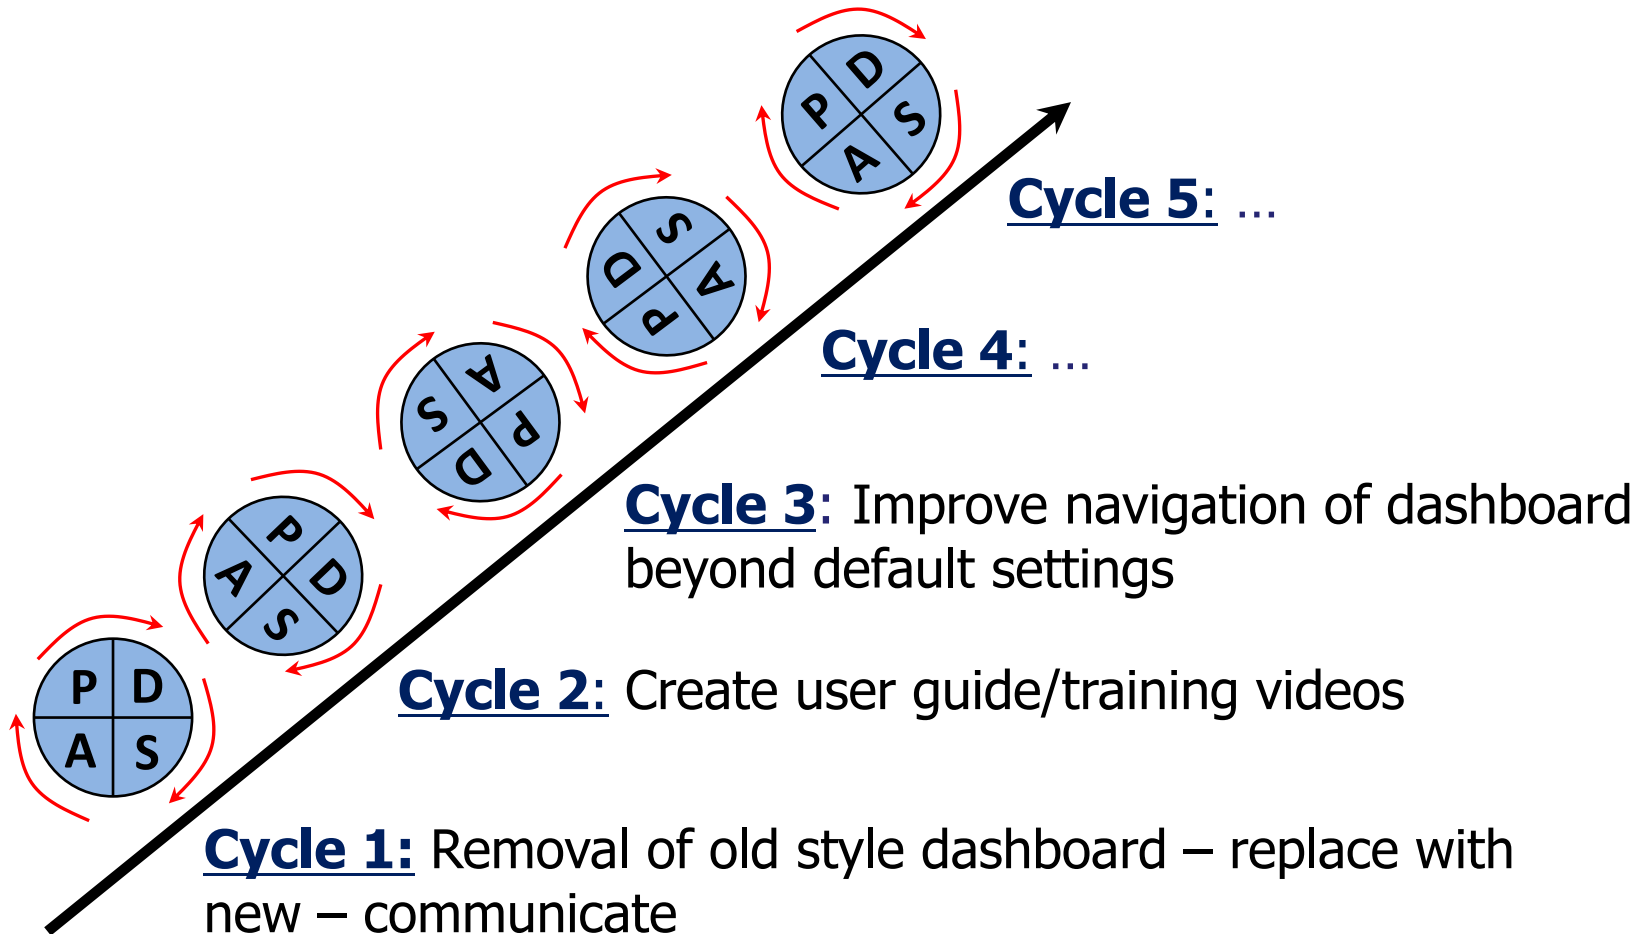 D
P
S
A
Cycle 5: ...
S
D
A
P
Cycle 4: ...
A
S
P
D
Cycle 3: Improve navigation of dashboard
beyond default settings
P
A
D
S
Cycle 2: Create user guide/training videos
P D
A S
Cycle 1: Removal of old style dashboard – replace with
new – communicate